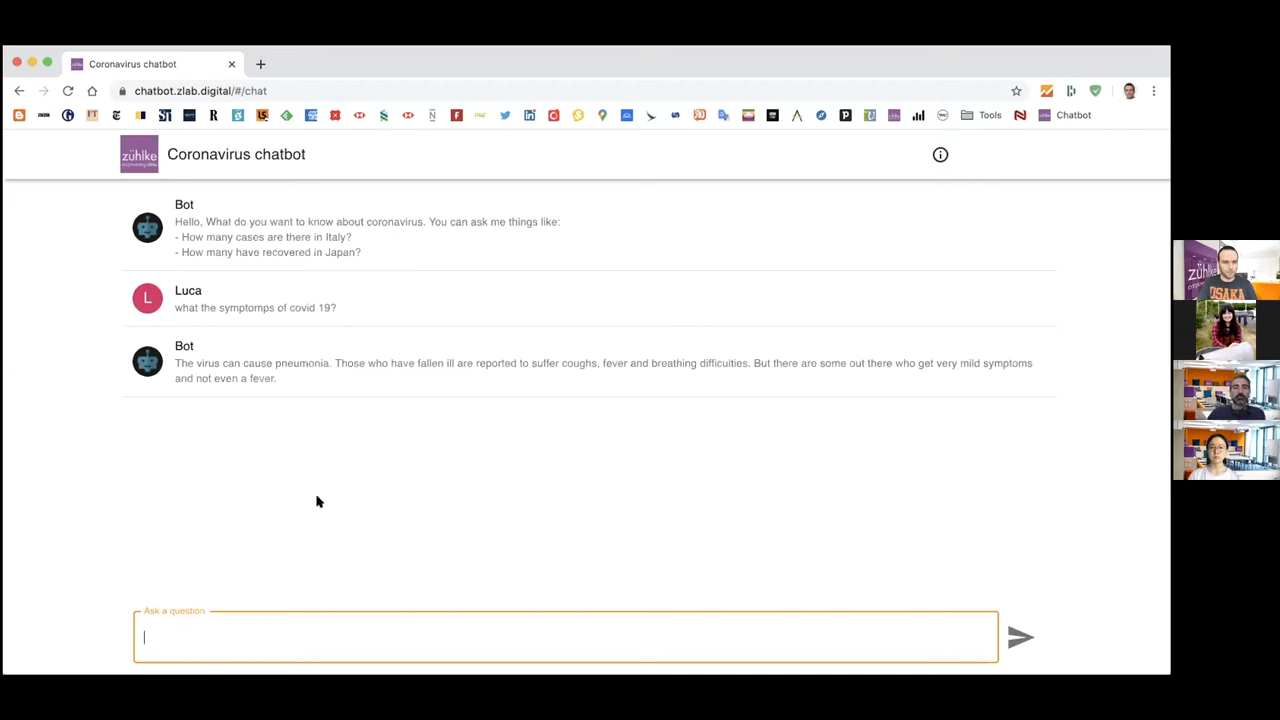 Coronavirus chatbot
chatbot.zlab.digital/#/chat
Tools
Chatbot
zühlke
Coronavirus chatbot
Bot
Hello, What do you want to know about coronavirus. You can ask me things like:
- How many cases are there in Italy?
- How many have recovered in Japan?
L
Luca
what the symptomps of covid 19?
Bot
The virus can cause pneumonia. Those who have fallen ill are reported to suffer coughs, fever and breathing difficulties. But there are some out there who get very mild symptoms
and not even a fever.
Ask a question
zühlke
OSAKA